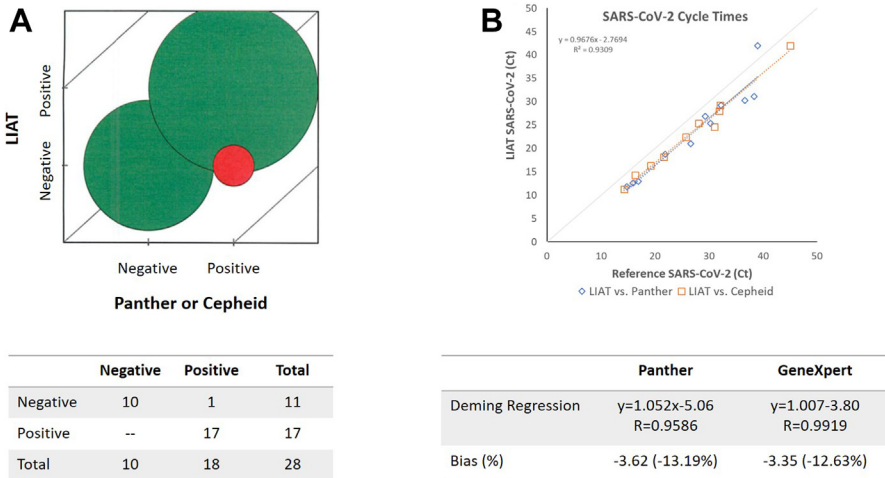 A
LIAT
Positive
Negative
Negative Positive
Panther or Cepheid
Negative Positive Total
Negative 10 1 11
Positive -- 17 17
Total 10 18 28
B
SARS-CoV-2 Cycle Times
y = 0.9676x - 2.7694
R² = 0.9309
LIAT SARS-CoV-2 (Ct)
50
45
40
35
30
25
20
15
10
5
0
0 10 20 30 40 50
Reference SARS-CoV-2 (Ct)
LIAT vs. Panther LIAT vs. Cepheid
Panther GeneXpert
Deming Regression y=1.052x-5.06 y=1.007-3.80
R=0.9586 R=0.9919
Bias (%) -3.62 (-13.19%) -3.35 (-12.63%)